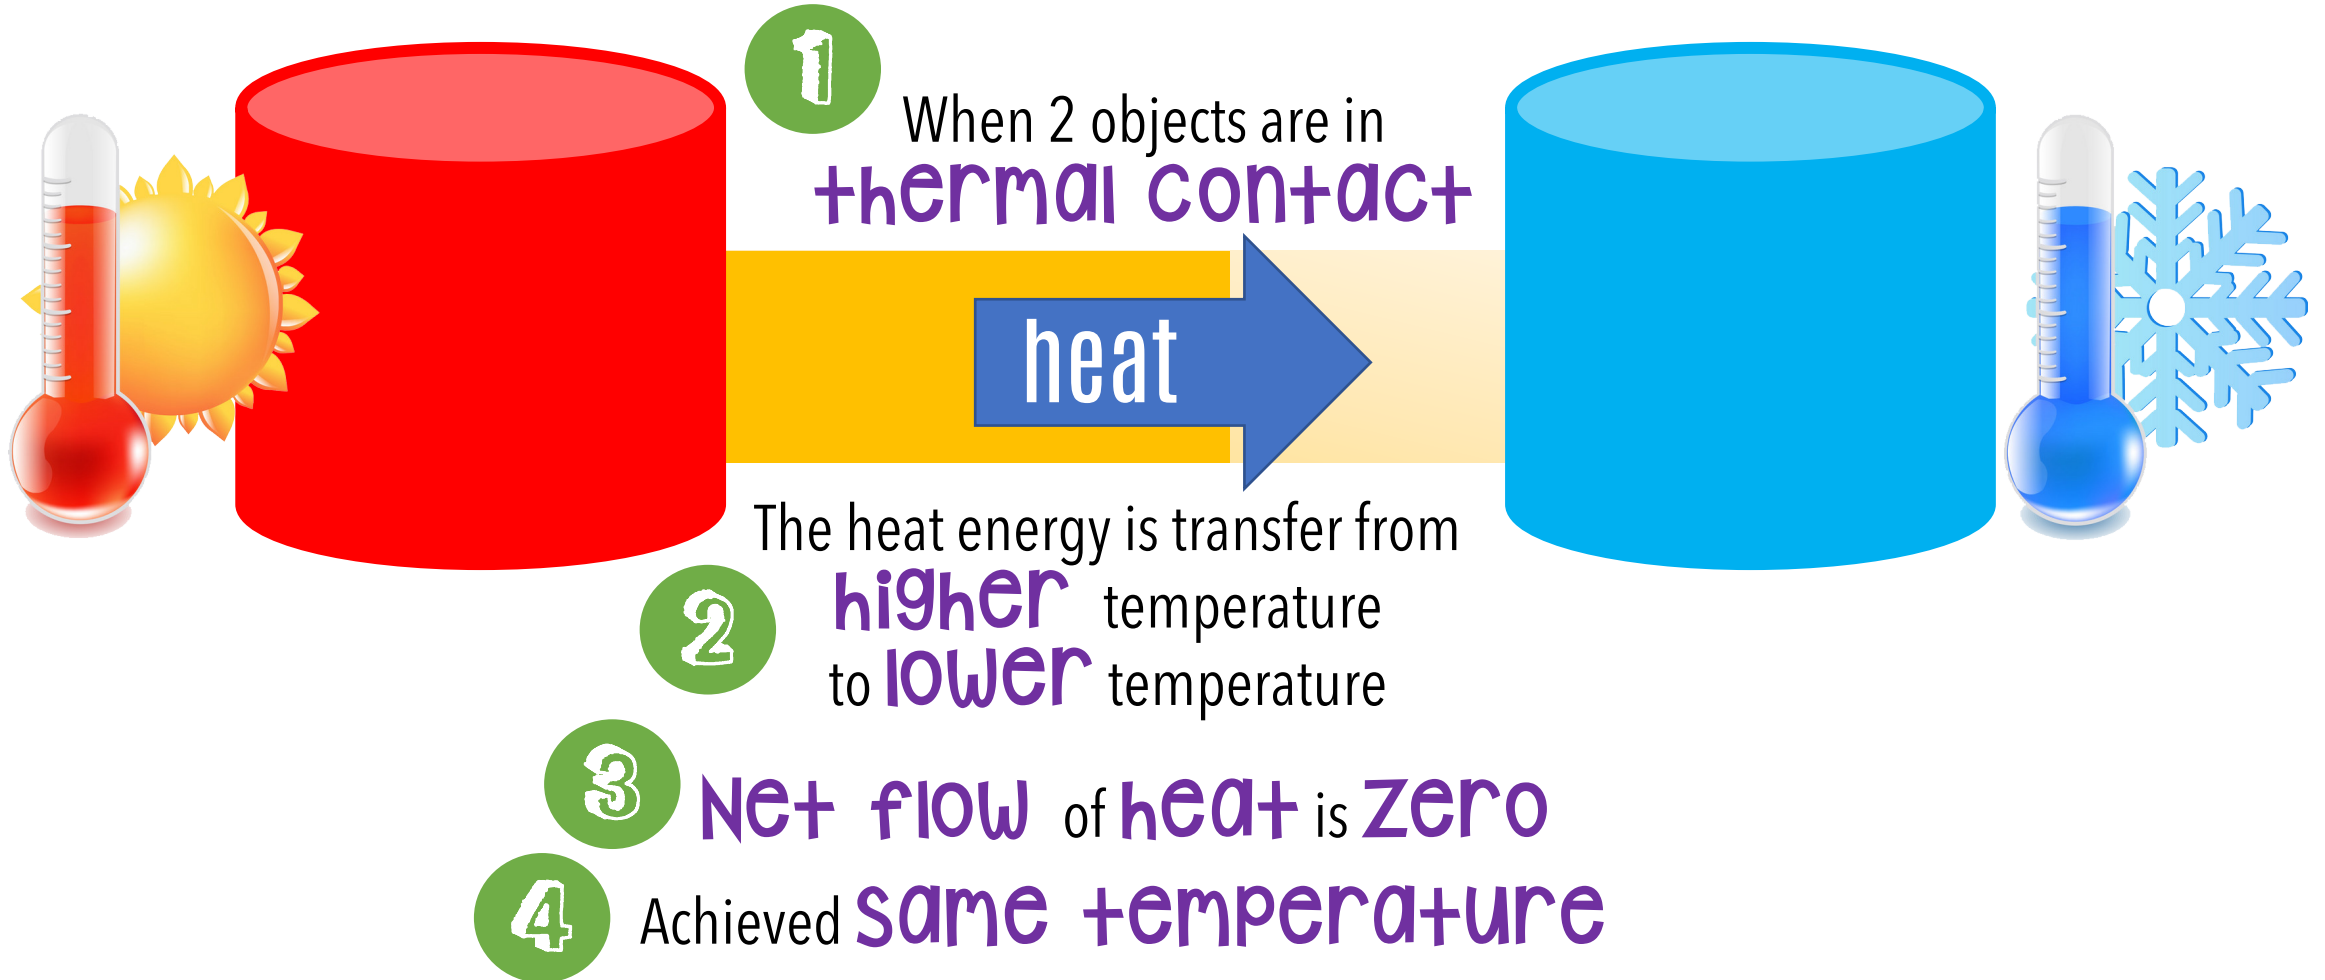 1
When 2 objects are in
thermal contact
heat
The heat energy is transfer from
2
higher temperature
to lower temperature
3
Net flow of heat is zero
4
Achieved same temperature